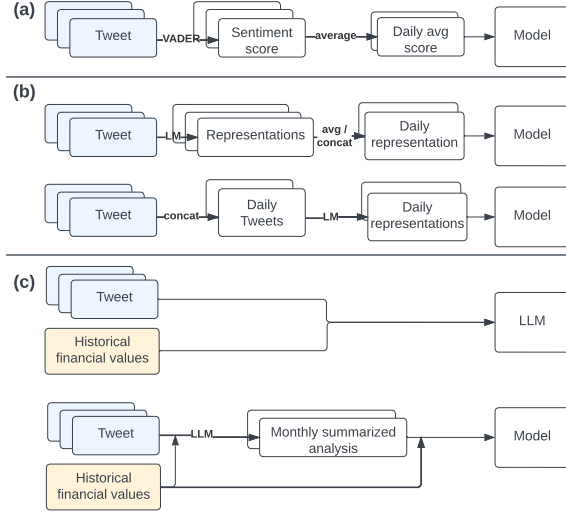 (a)
Tweet
VADER
Sentiment
score
average
Daily avg
score
Model
(b)
Tweet
LM
Representations
avg /
concat
Daily
representation
Model
Tweet
concat
Daily
Tweets
LM
Daily
representations
Model
(c)
Tweet
Historical
financial values
LLM
Tweet
LLM
Monthly summarized
analysis
Model
Historical
financial values